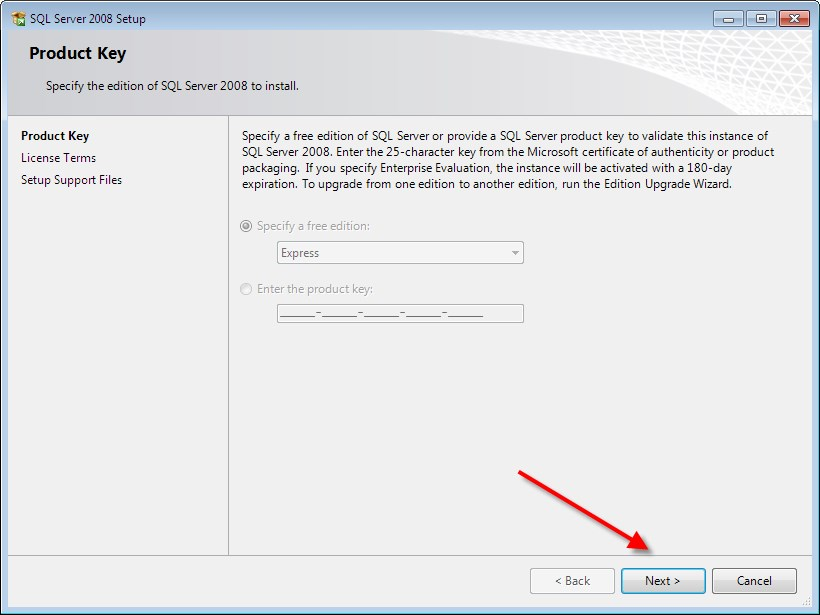 SQL Server 2008 Setup
Product Key
Specify the edition of SQL Server 2008 to install.
Product Key
License Terms
Setup Support Files
Specify a free edition of SQL Server or provide a SQL Server product key to validate this instance of
SQL Server 2008. Enter the 25-character key from the Microsoft certificate of authenticity or product
packaging.  If you specify Enterprise Evaluation, the instance will be activated with a 180-day
expiration. To upgrade from one edition to another edition, run the Edition Upgrade Wizard.
Specify a free edition:
Express
Enter the product key:
_____-_____-_____-_____-_____
< Back
Next >
Cancel